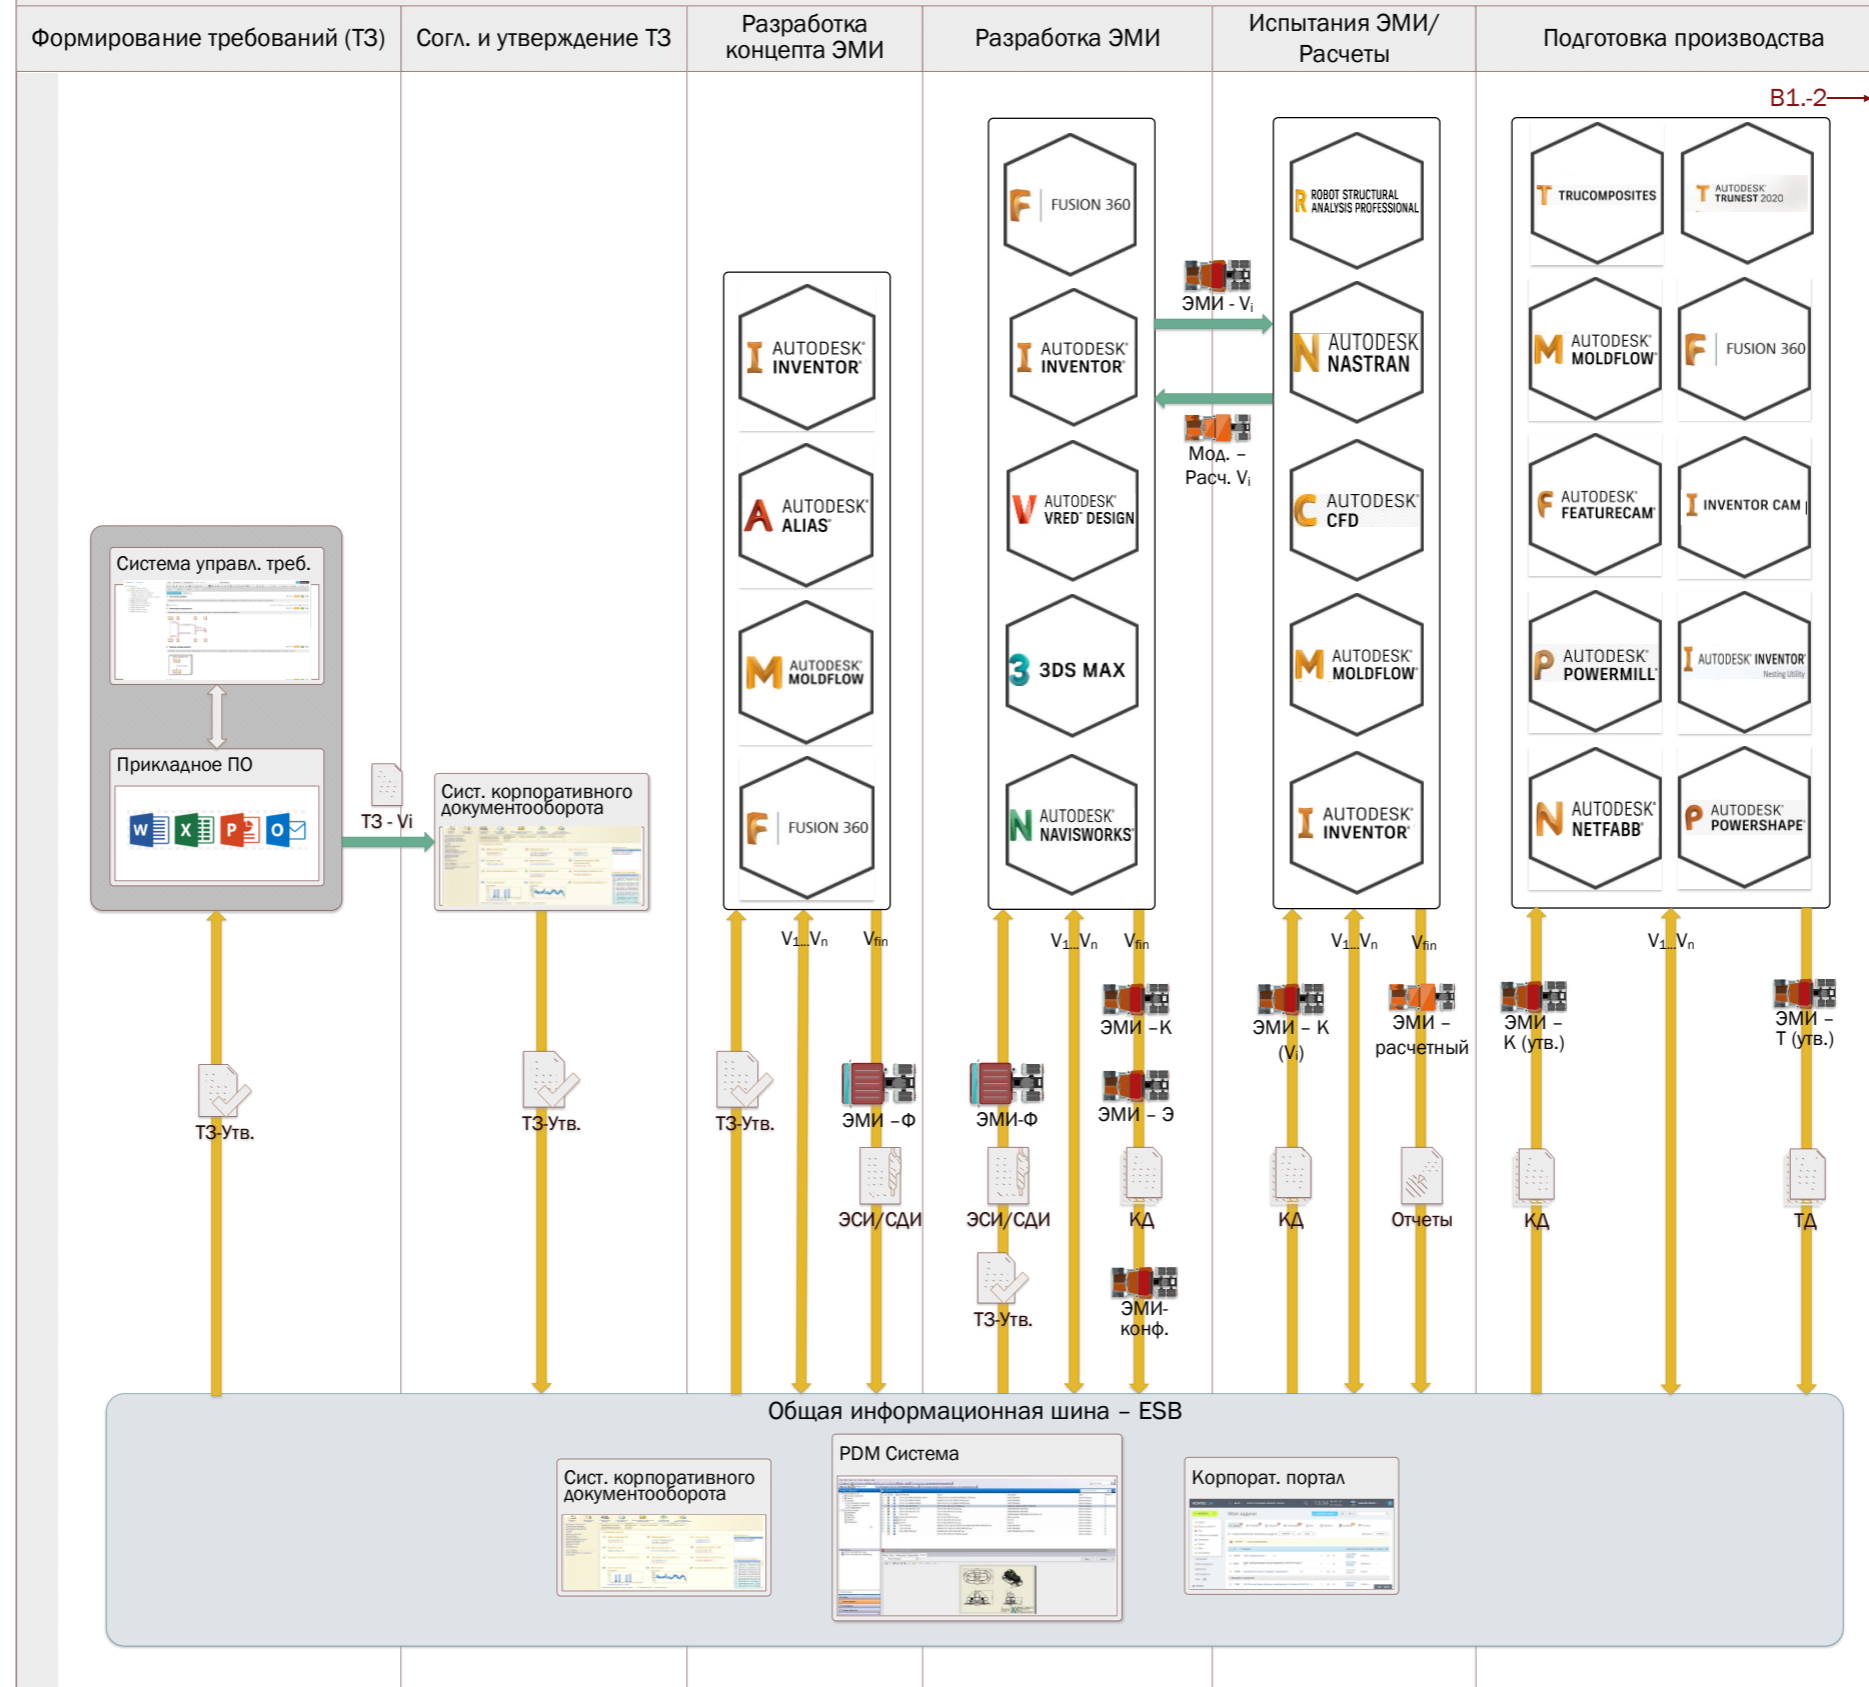 Формирование требований (ТЗ)
Согл. и утверждение ТЗ
Разработка
концепта ЭМИ
Разработка ЭМИ
Испытания ЭМИ/
Расчеты
Подготовка производства
В1.-2
Система управл. треб.
Прикладное ПО
W X P O
ТЗ - Vi
Сист. корпоративного
документооборота
I AUTODESK®
INVENTOR®
A AUTODESK®
ALIAS®
M AUTODESK®
MOLDFLOW
F FUSION 360
F FUSION 360
I AUTODESK®
INVENTOR®
V AUTODESK®
VRED™ DESIGN
3 3DS MAX
N AUTODESK®
NAVISWORKS®
ЭМИ - Vi
Мод. –
Расч. Vi
R ROBOT STRUCTURAL
ANALYSIS PROFESSIONAL
N AUTODESK
NASTRAN
C AUTODESK®
CFD
M AUTODESK®
MOLDFLOW®
I AUTODESK®
INVENTOR®
T TRUCOMPOSITES
T AUTODESK®
TRUNEST 2020
M AUTODESK®
MOLDFLOW®
F FUSION 360
F AUTODESK®
FEATURECAM®
I INVENTOR CAM |
P AUTODESK®
POWERMILL®
I AUTODESK® INVENTOR®
Nesting Utility
N AUTODESK®
NETFABB®
P AUTODESK®
POWERSHAPE®
V1...Vn
Vfin
V1...Vn
Vfin
V1...Vn
Vfin
V1...Vn
ТЗ-Утв.
ТЗ-Утв.
ТЗ-Утв.
ЭМИ –Ф
ЭСИ/СДИ
ЭМИ-Ф
ЭСИ/СДИ
ТЗ-Утв.
ЭМИ –К
ЭМИ – Э
КД
ЭМИ-
конф.
ЭМИ – К
(Vi)
КД
ЭМИ –
расчетный
Отчеты
ЭМИ –
К (утв.)
КД
ЭМИ –
Т (утв.)
ТД
Общая информационная шина – ESB
Сист. корпоративного
документооборота
PDM Система
Корпорат. портал